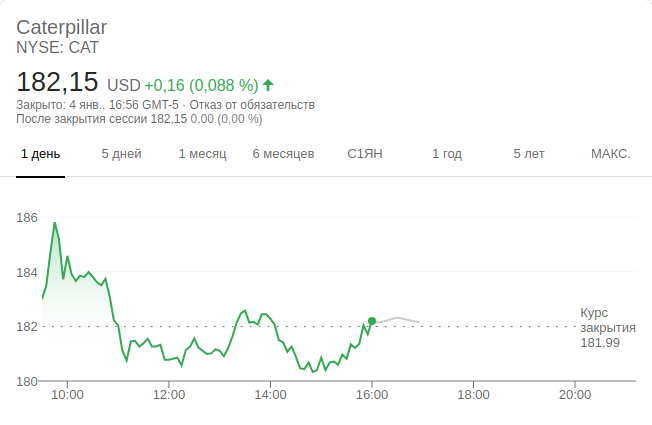 Caterpillar
NYSE: CAT
182,15 USD +0,16 (0,088 %)
Закрыто: 4 янв., 16:56 GMT-5 · Отказ от обязательств
После закрытия сессии 182,15 0,00 (0,00 %)
1 день 5 дней 1 месяц 6 месяцев С1ЯН 1 год 5 лет МАКС.
186
184
Курс
182 закрытия
181,99
180
10:00 12:00 14:00 16:00 18:00 20:00